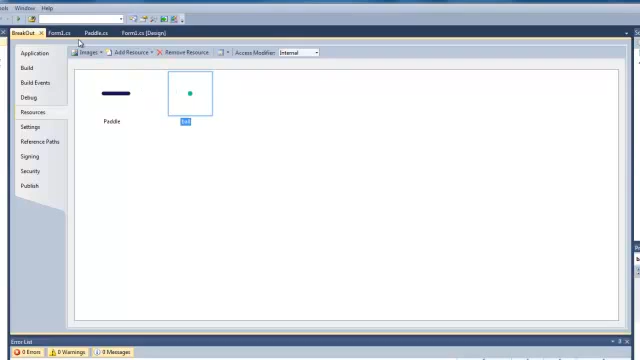 ols Window Help
BreakOut Form1.cs Paddle.cs Form1.cs [Design]
Images Add Resource Remove Resource Access Modifier: Internal
Application
Build
Build Events
Debug
Resources
Settings
Reference Paths
Signing
Security
Publish
Paddle
ball
Error List
0 Errors 0 Warnings 0 Messages